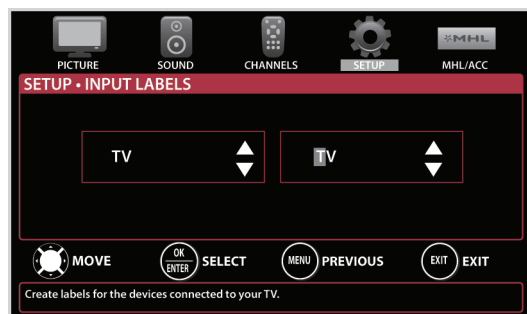 MHL
PICTURE SOUND CHANNELS SETUP MHL/ACC
SETUP • INPUT LABELS
TV TV
MOVE OK ENTER SELECT MENU PREVIOUS EXIT EXIT
Create labels for the devices connected to your TV.